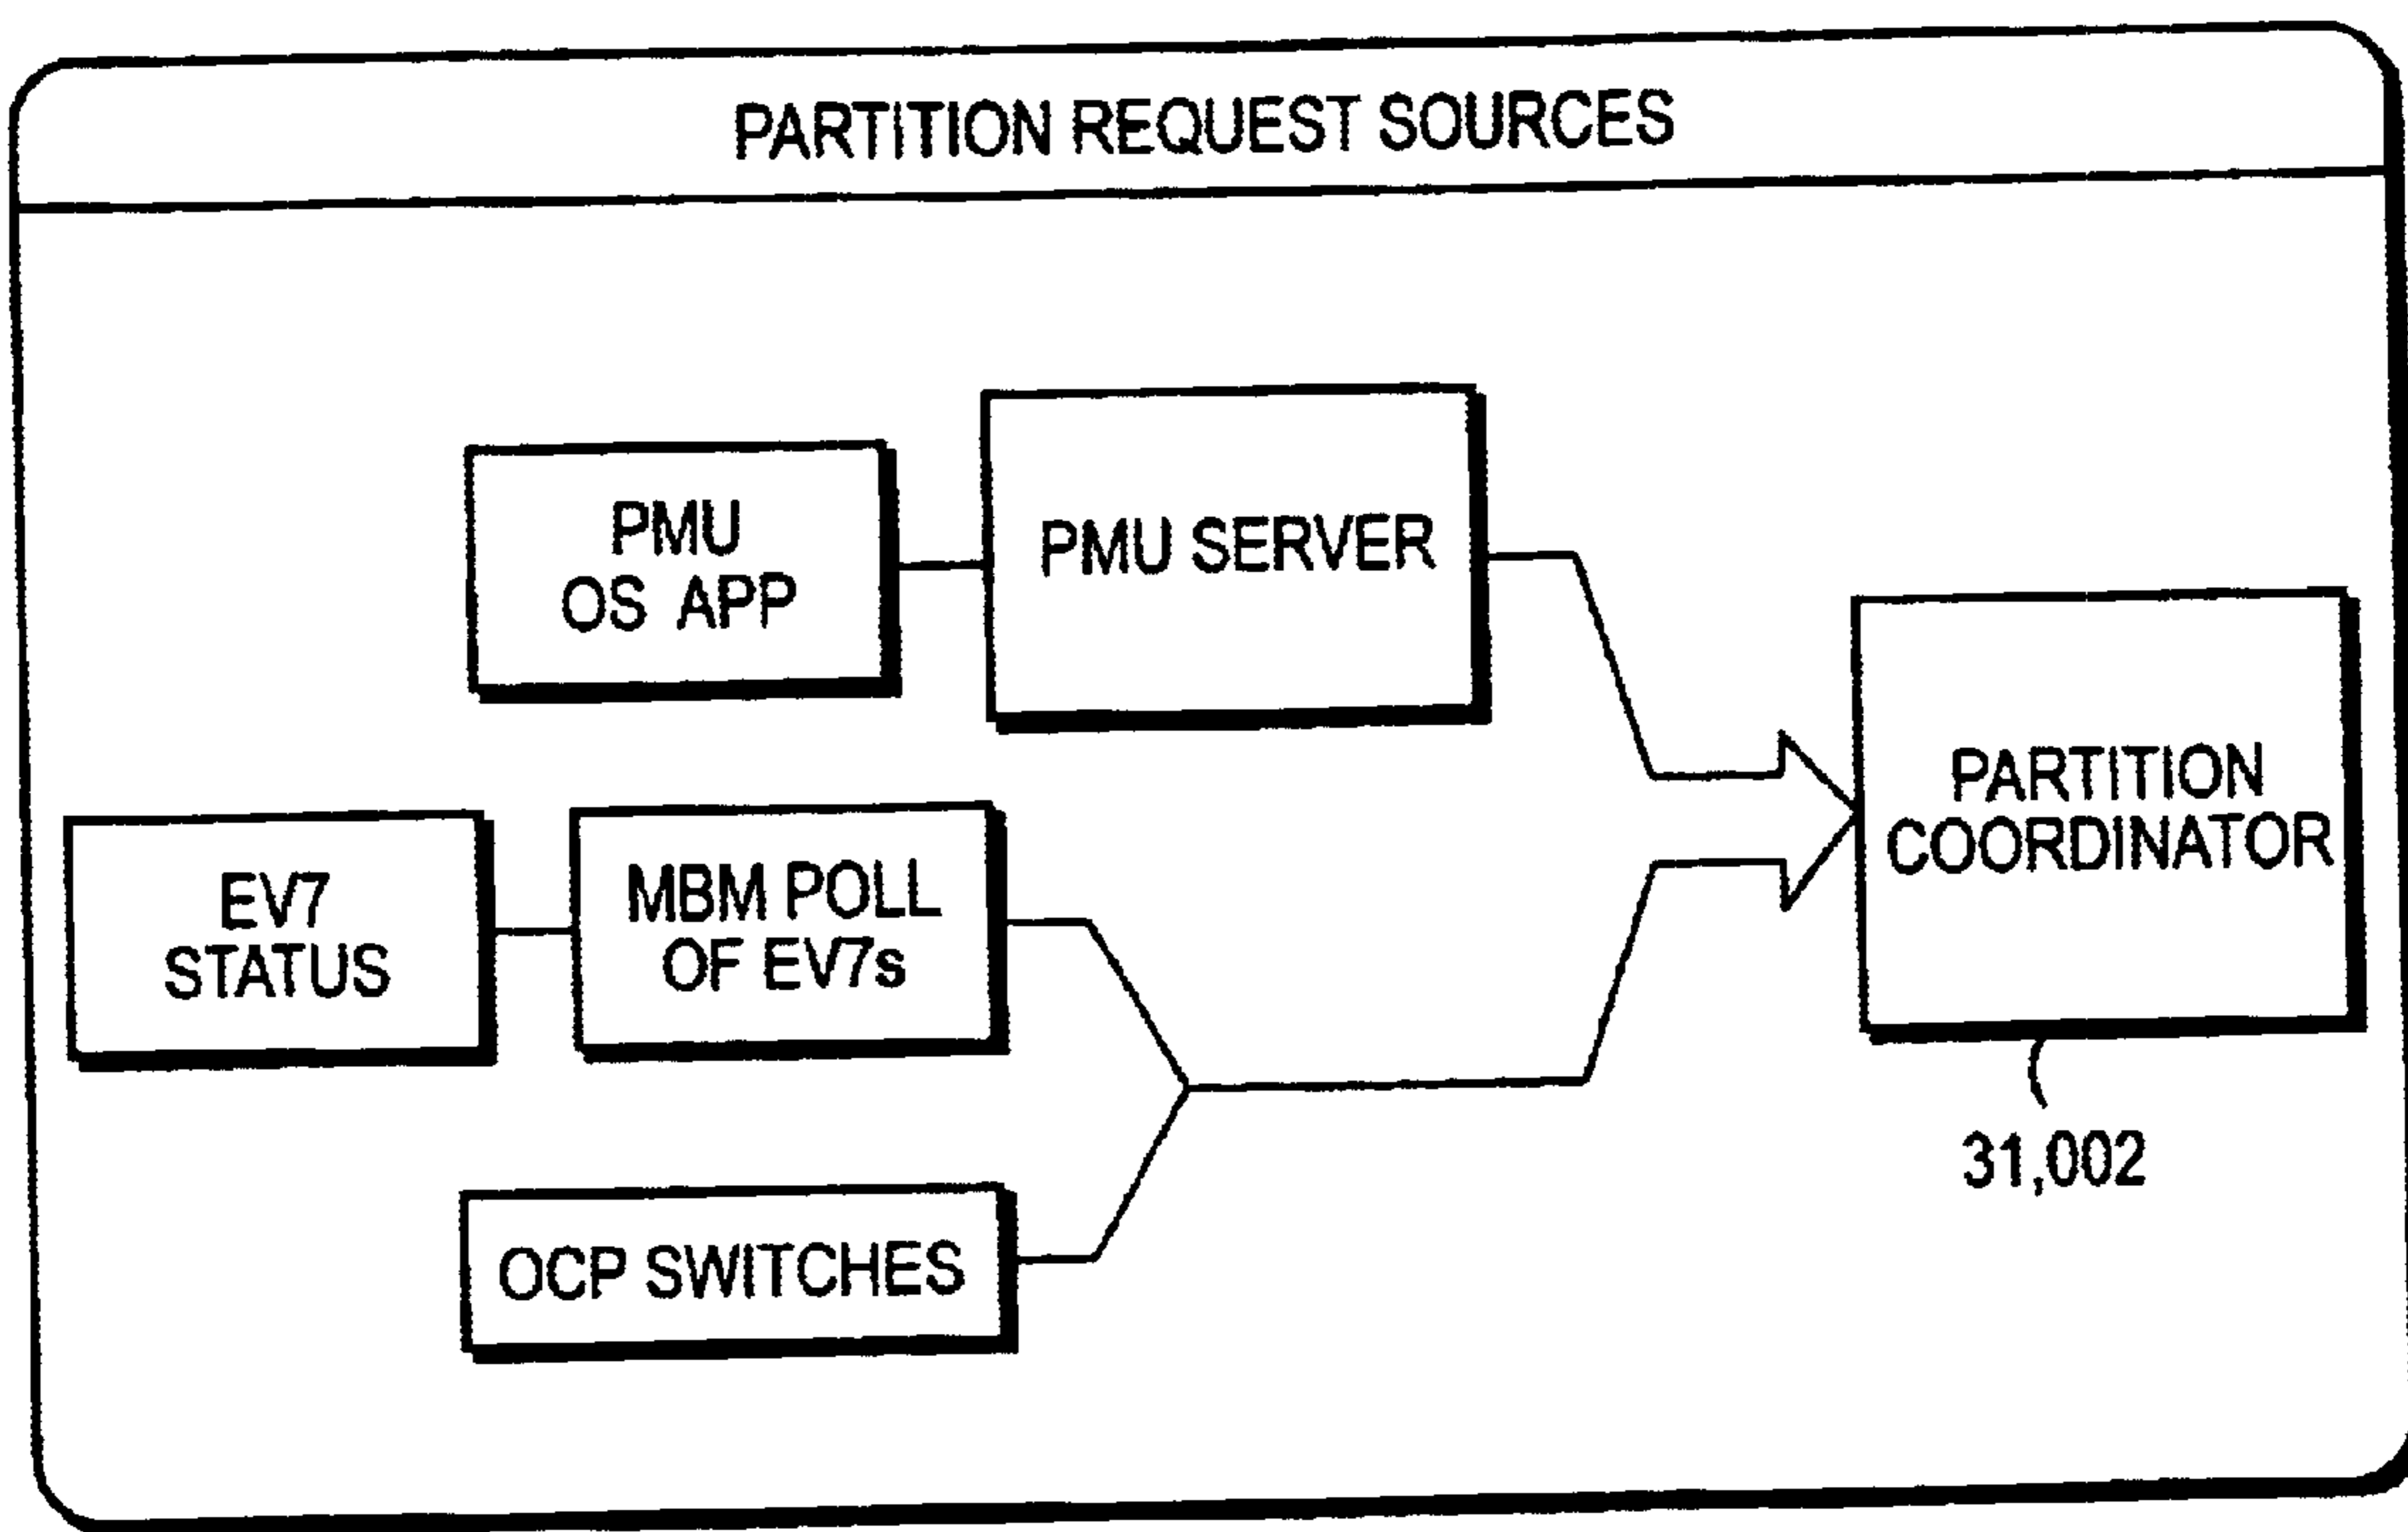 PARTITION REQUEST SOURCES
PMU
OS APP
PMU SERVER
PARTITION
COORDINATOR
EV7
STATUS
MBM POLL
OF EV7s
OCP SWITCHES
31,002